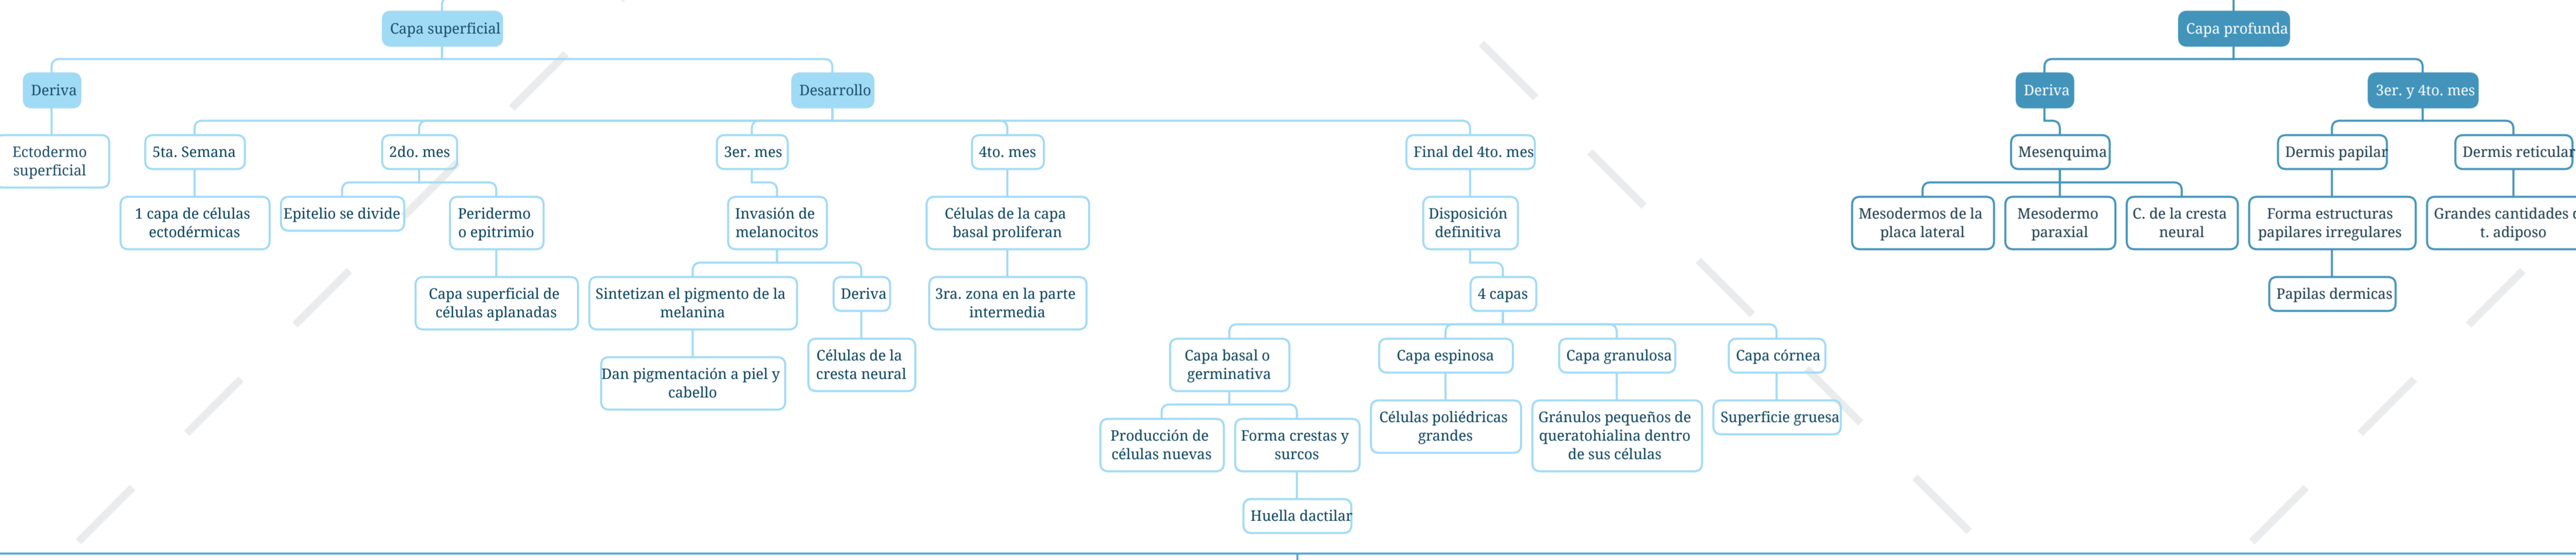 Capa superficial
Capa profunda
Deriva
Desarrollo
Deriva
3er. y 4to. mes
Ectodermo
superficial
5ta. Semana
2do. mes
3er. mes
4to. mes
Final del 4to. mes
Mesenquima
Dermis papilar
Dermis reticular
1 capa de células
ectodérmicas
Epitelio se divide
Peridermo
o epitrimio
Invasión de
melanocitos
Células de la capa
basal proliferan
Disposición
definitiva
Mesodermos de la
placa lateral
Mesodermo
paraxial
C. de la cresta
neural
Forma estructuras
papilares irregulares
Grandes cantidades
t. adiposo
Capa superficial de
células aplanadas
Sintetizan el pigmento de la
melanina
Deriva
3ra. zona en la parte
intermedia
4 capas
Papilas dermicas
Dan pigmentación a piel y
cabello
Células de la
cresta neural
Capa basal o
germinativa
Capa espinosa
Capa granulosa
Capa córnea
Producción de
células nuevas
Forma crestas y
surcos
Células poliédricas
grandes
Gránulos pequeños de
queratohialina dentro
de sus células
Superficie gruesa
Huella dactilar